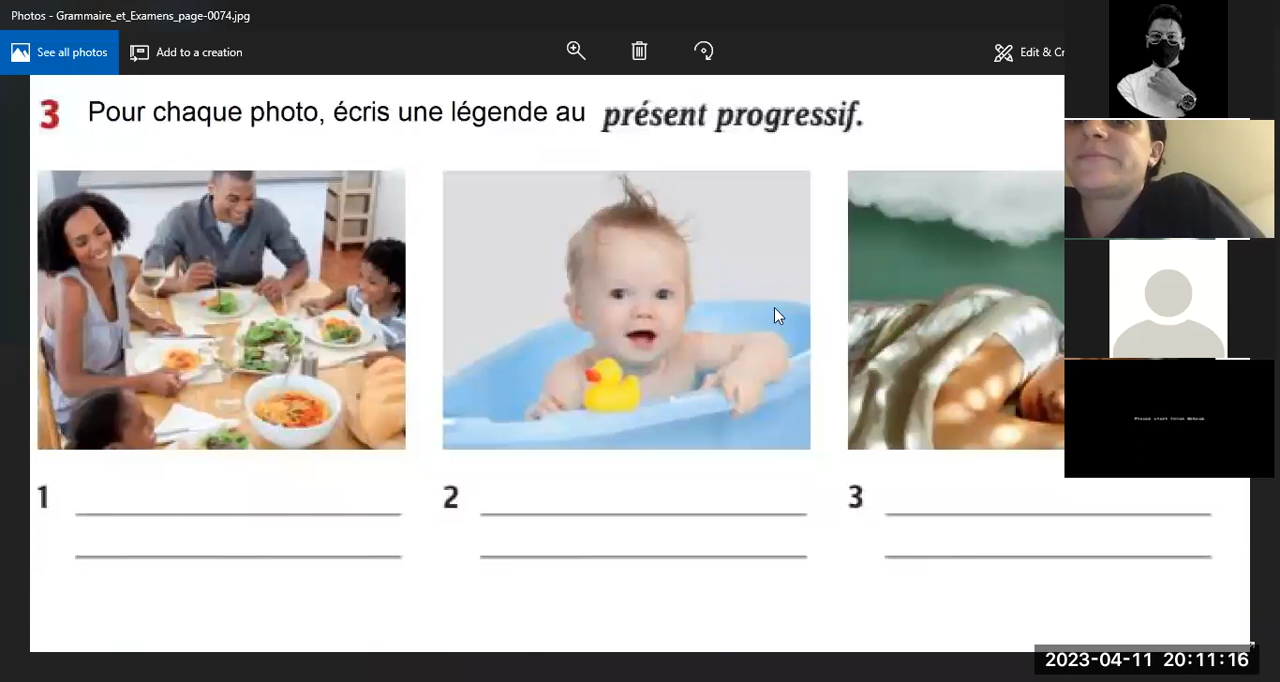 Photos - Grammaire_et_Examens_page-0074.jpg
See all photos
Add to a creation
Edit & Cr
3 Pour chaque photo, écris une légende au présent progressif.
1
2
3
2023-04-11 20:11:16